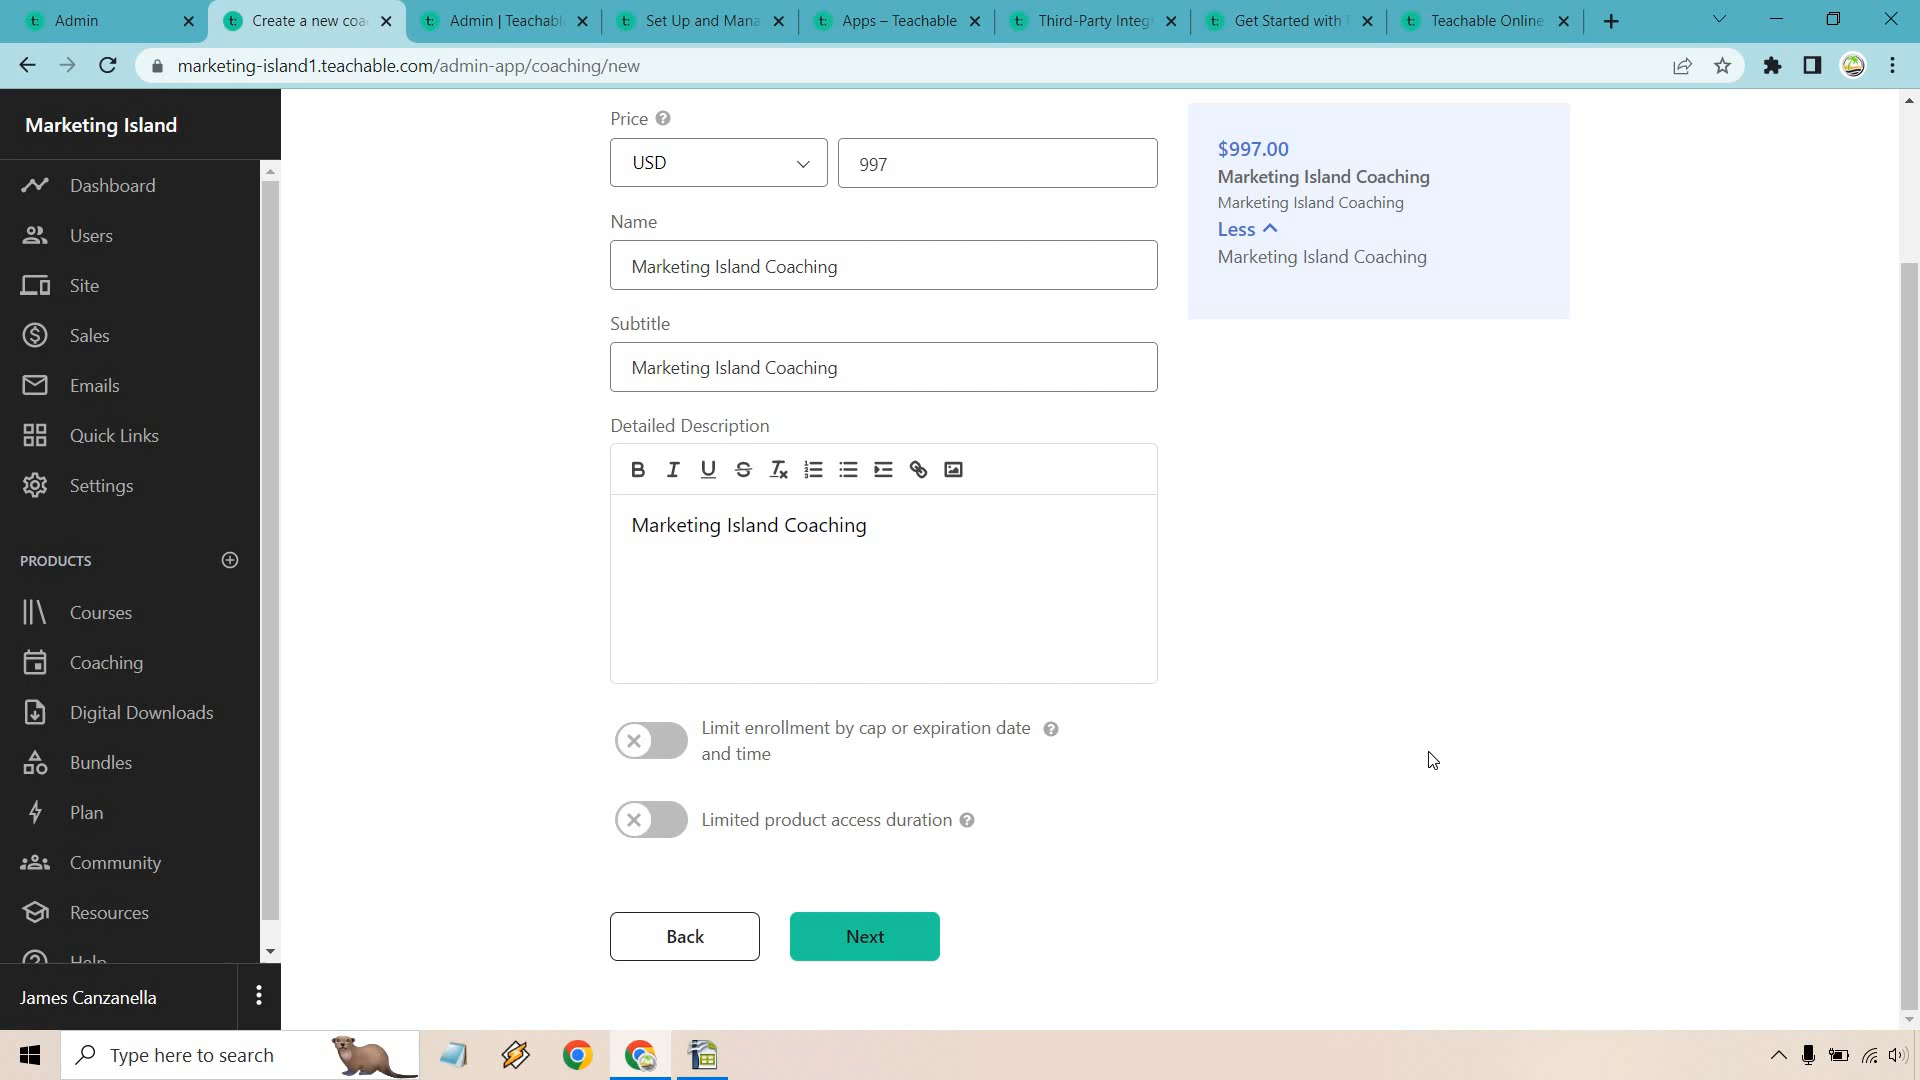 Admin
Create a new coa
Admin | Teachabl
Set Up and Mana
Apps – Teachable
Third-Party Integ
Get Started with
Teachable Online
marketing-island1.teachable.com/admin-app/coaching/new
Marketing Island
Dashboard
Users
Site
Sales
Emails
Quick Links
Settings
PRODUCTS
Courses
Coaching
Digital Downloads
Bundles
Plan
Community
Resources
Help
James Canzanella
Price
USD
997
Name
Marketing Island Coaching
Subtitle
Marketing Island Coaching
Detailed Description
Marketing Island Coaching
Limit enrollment by cap or expiration date
and time
Limited product access duration
Back
Next
$997.00
Marketing Island Coaching
Marketing Island Coaching
Less
Marketing Island Coaching
Type here to search